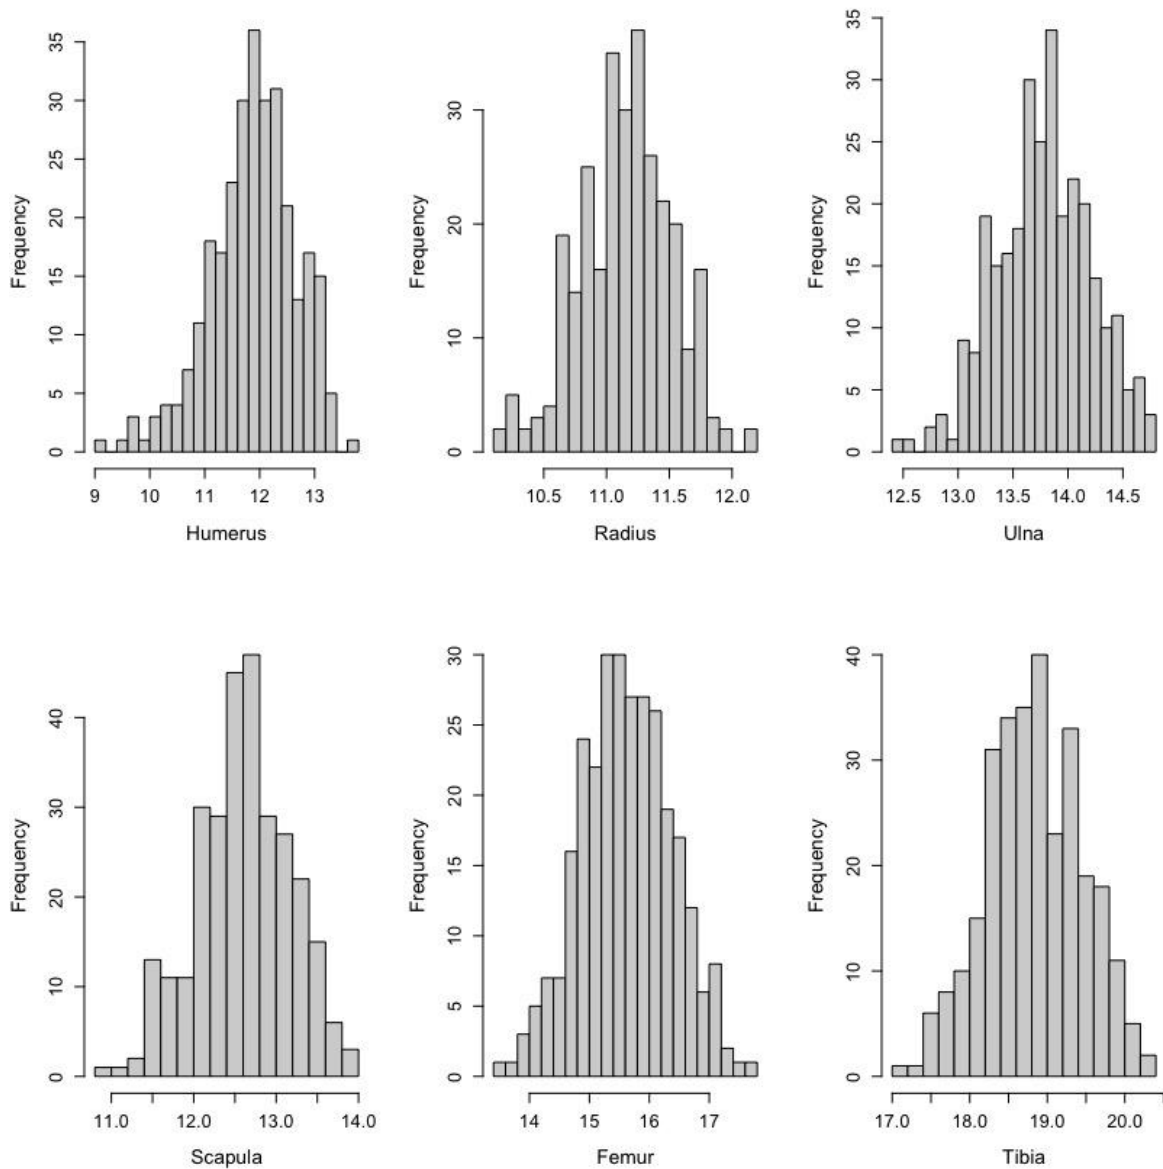 Frequency
0 5 10 15 20 25 30 35
9 10 11 12 13
Humerus
Frequency
0 10 20 30
10.5 11.0 11.5 12.0
Radius
Frequency
0 5 10 15 20 25 30 35
12.5 13.0 13.5 14.0 14.5
Ulna
Frequency
0 10 20 30 40
11.0 12.0 13.0 14.0
Scapula
Frequency
0 5 10 15 20 25 30
14 15 16 17
Femur
Frequency
0 10 20 30 40
17.0 18.0 19.0 20.0
Tibia